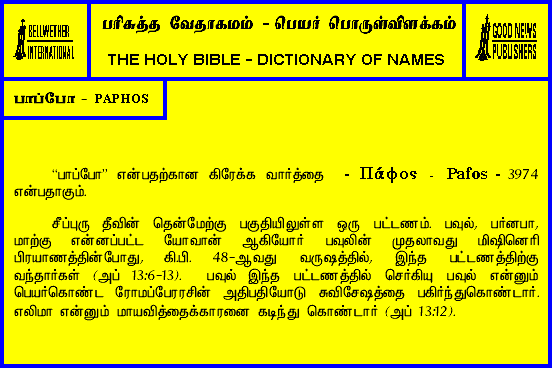 BELLWETHER
INTERNATIONAL
பரிசுத்த வேதாகமம் - பெயர் பொருள்விளக்கம்
THE HOLY BIBLE - DICTIONARY OF NAMES
GOOD NEWS
PUBLISHERS
பாப்போ - PAPHOS
“பாப்போ” என்பதற்கான கிரேக்க வார்த்தை - Πάφος - Pafos - 3974
என்பதாகும்.
சீப்புரு தீவின் தென்மேற்கு பகுதியிலுள்ள ஒரு பட்டணம். பவுல், பர்னபா,
மாற்கு என்னப்பட்ட யோவான் ஆகியோர் பவுலின் முதலாவது மிஷினெரி
பிரயாணத்தின்போது, கி.பி. 48-ஆவது வருஷத்தில், இந்த பட்டணத்திற்கு
வந்தார்கள் (அப் 13:6-13). பவுல் இந்த பட்டணத்தில் செர்கியு பவுல் என்னும்
பெயர்கொண்ட ரோமப்பேரரசின் அதிபதியோடு சுவிசேஷத்தை பகிர்ந்துகொண்டார்.
எலிமா என்னும் மாயவித்தைக்காரனை கடிந்து கொண்டார் (அப் 13:12).